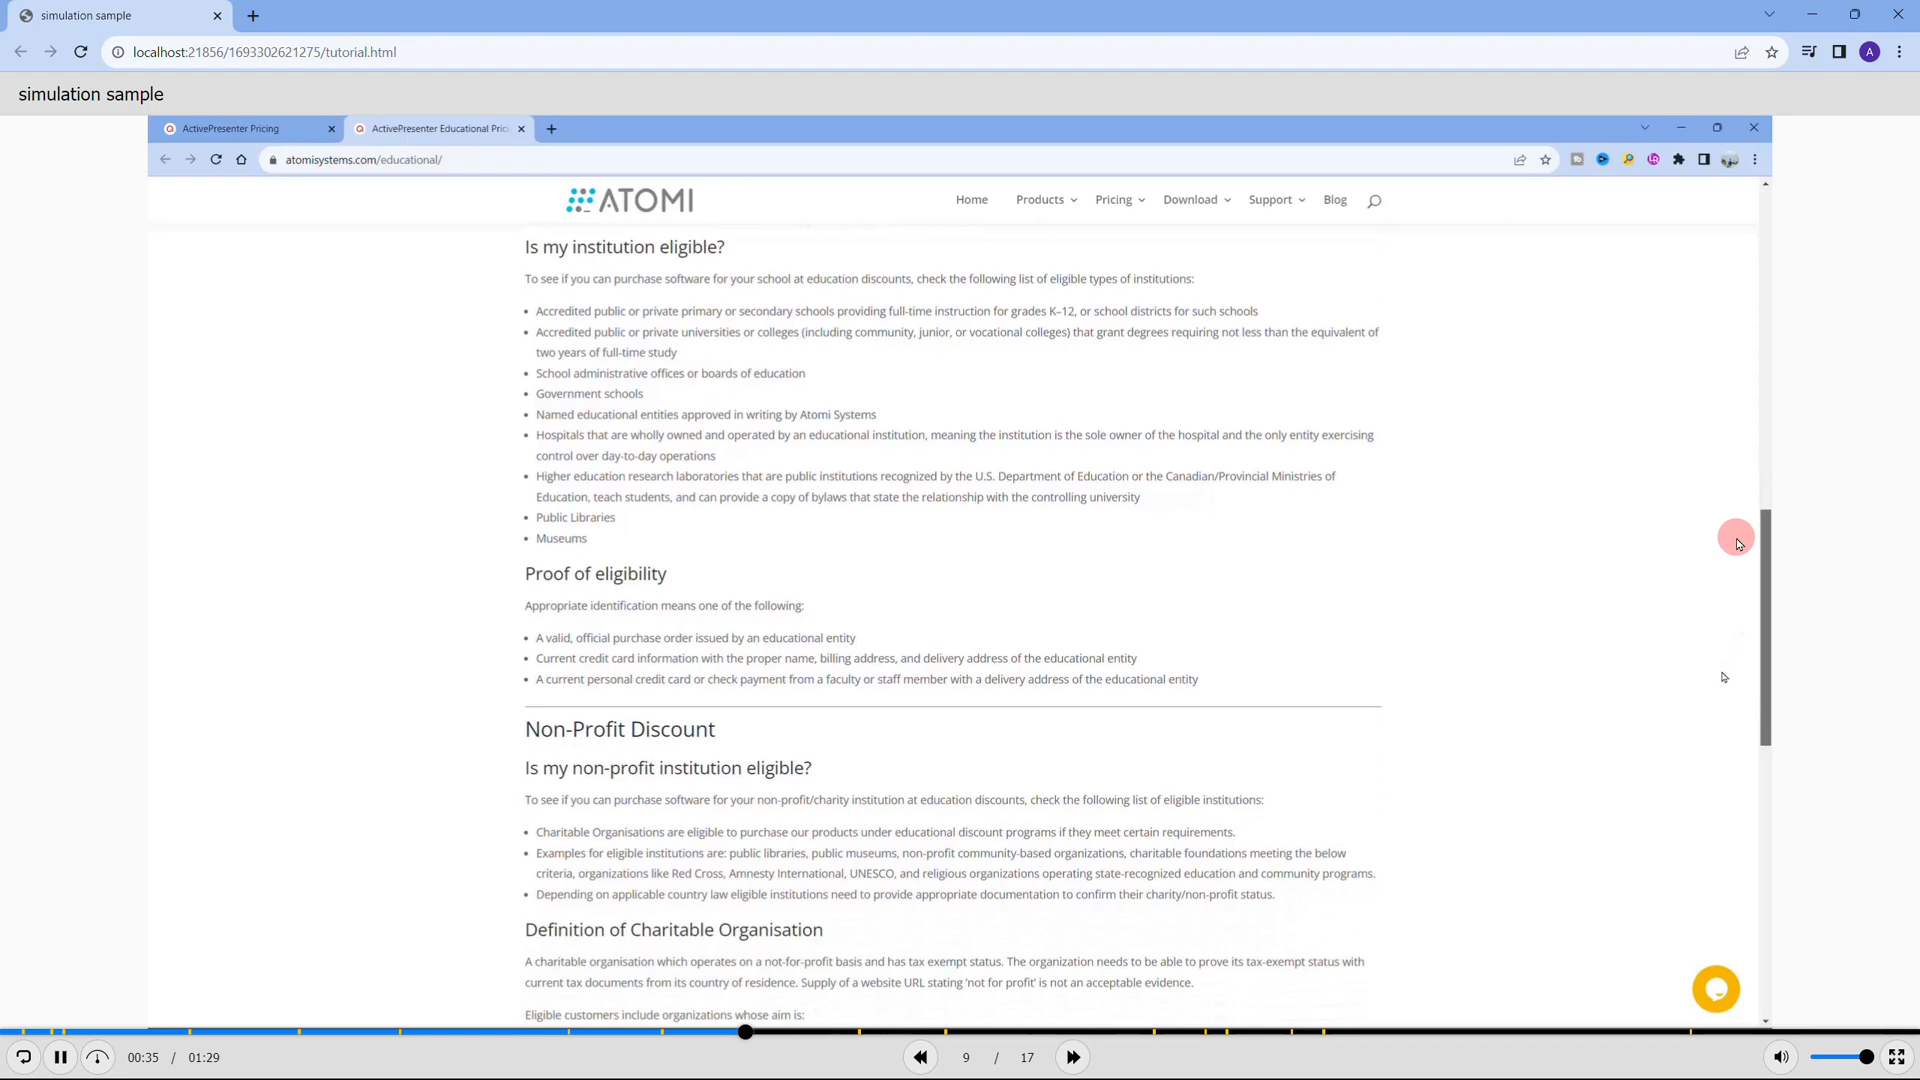 simulation sample
localhost:21856/1693302621275/tutorial.html
A
simulation sample
ActivePresenter Pricing
ActivePresenter Educational Pric
atomisystems.com/educational/
ATOMI
Home
Products
Pricing
Download
Support
Blog
Is my institution eligible?
To see if you can purchase software for your school at education discounts, check the following list of eligible types of institutions:
• Accredited public or private primary or secondary schools providing full-time instruction for grades K–12, or school districts for such schools
• Accredited public or private universities or colleges (including community, junior, or vocational colleges) that grant degrees requiring not less than the equivalent of
two years of full-time study
• School administrative offices or boards of education
• Government schools
• Named educational entities approved in writing by Atomi Systems
• Hospitals that are wholly owned and operated by an educational institution, meaning the institution is the sole owner of the hospital and the only entity exercising
control over day-to-day operations
• Higher education research laboratories that are public institutions recognized by the U.S. Department of Education or the Canadian/Provincial Ministries of
Education, teach students, and can provide a copy of bylaws that state the relationship with the controlling university
• Public Libraries
• Museums
Proof of eligibility
Appropriate identification means one of the following:
• A valid, official purchase order issued by an educational entity
• Current credit card information with the proper name, billing address, and delivery address of the educational entity
• A current personal credit card or check payment from a faculty or staff member with a delivery address of the educational entity
Non-Profit Discount
Is my non-profit institution eligible?
To see if you can purchase software for your non-profit/charity institution at education discounts, check the following list of eligible institutions:
• Charitable Organisations are eligible to purchase our products under educational discount programs if they meet certain requirements.
• Examples for eligible institutions are: public libraries, public museums, non-profit community-based organizations, charitable foundations meeting the below
criteria, organizations like Red Cross, Amnesty International, UNESCO, and religious organizations operating state-recognized education and community programs.
• Depending on applicable country law eligible institutions need to provide appropriate documentation to confirm their charity/non-profit status.
Definition of Charitable Organisation
A charitable organisation which operates on a not-for-profit basis and has tax exempt status. The organization needs to be able to prove its tax-exempt status with
current tax documents from its country of residence. Supply of a website URL stating 'not for profit' is not an acceptable evidence.
Eligible customers include organizations whose aim is:
00:35 / 01:29
9 / 17